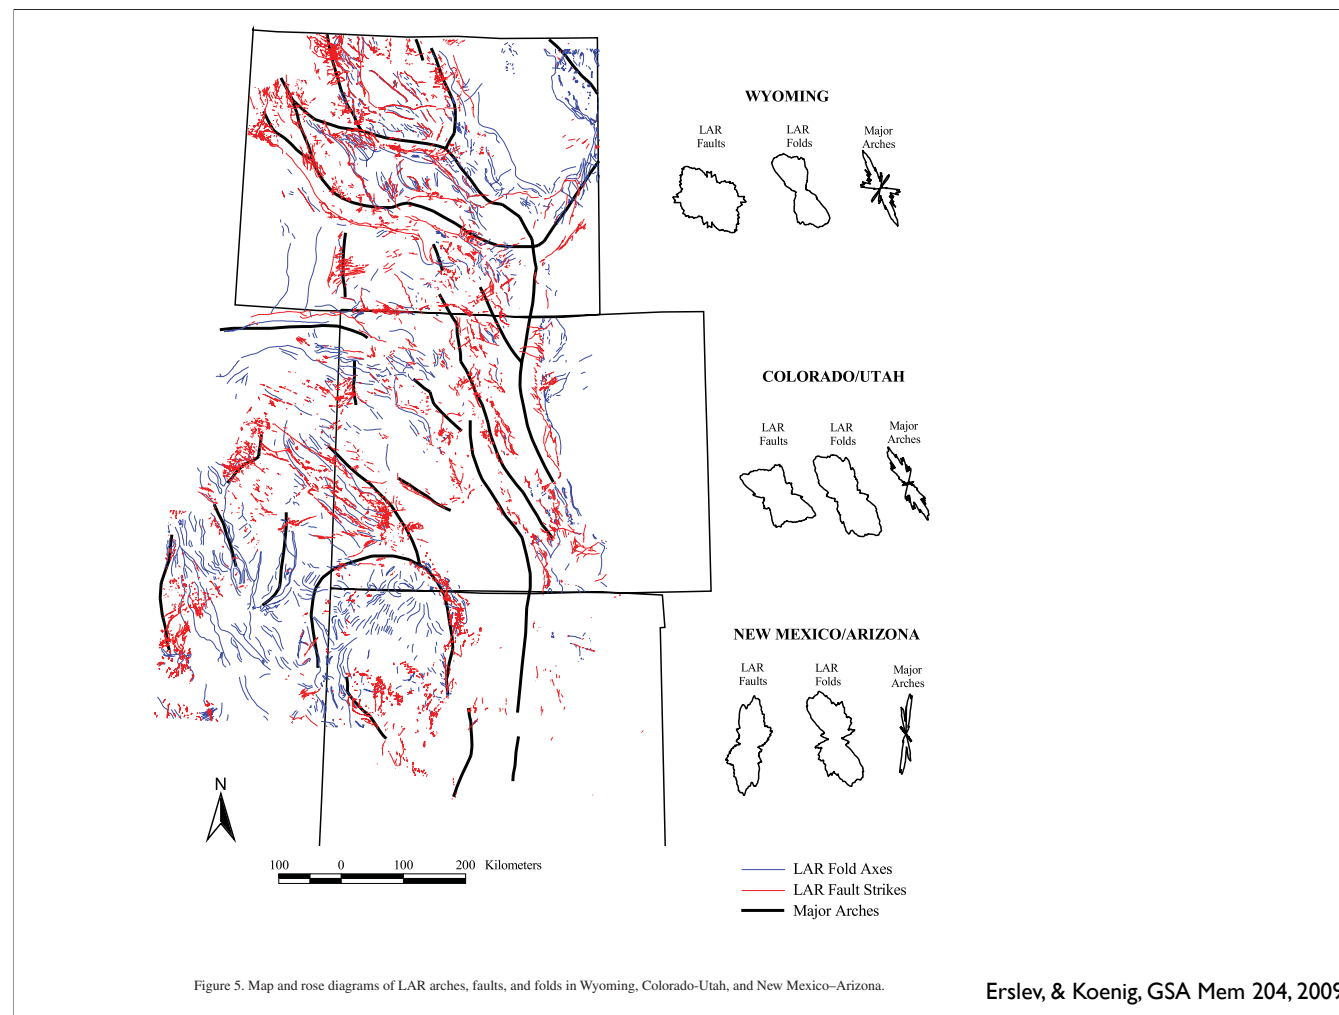 WYOMING
LAR
Faults
LAR
Folds
Major
Arches
COLORADO/UTAH
LAR
Faults
LAR
Folds
Major
Arches
NEW MEXICO/ARIZONA
LAR
Faults
LAR
Folds
Major
Arches
N
100 0 100 200 Kilometers
LAR Fold Axes
LAR Fault Strikes
Major Arches
Figure 5. Map and rose diagrams of LAR arches, faults, and folds in Wyoming, Colorado-Utah, and New Mexico–Arizona.
Erslev, & Koenig, GSA Mem 204, 2009